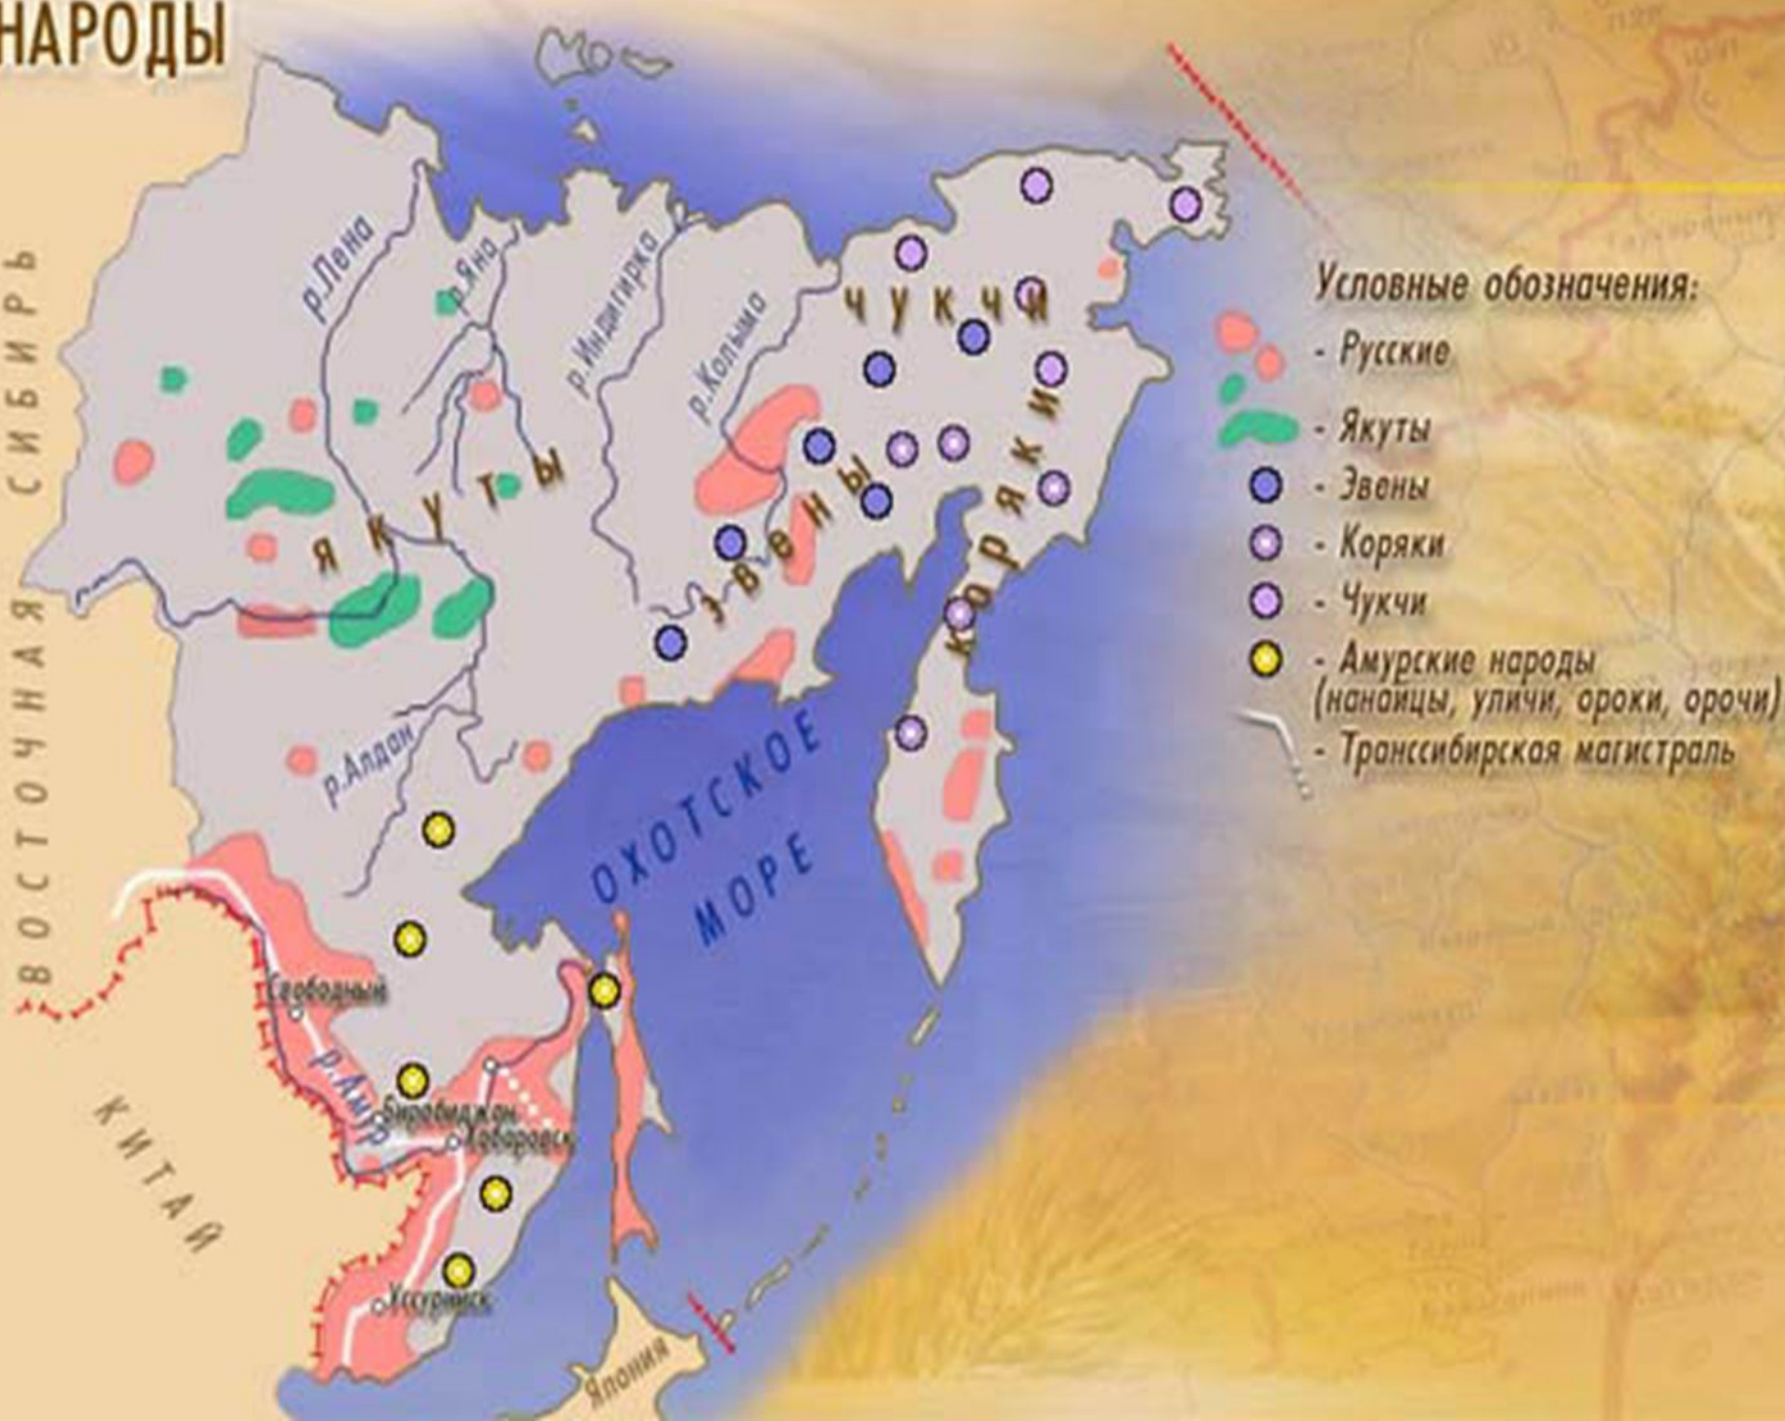 НАРОДЫ
ВОСТОЧНАЯ СИБИРЬ
р.Лена
р.Яна
р.Индигирка
р.Колыма
ЧУКЧИ
ЯКУТЫ
эвены
коряки
р.Алдан
ОХОТСКОЕ
МОРЕ
Свободный
р.Амур
Биробиджан
Хабаровск
Уссурийск
КИТАЙ
Япония
Условные обозначения:
- Русские
- Якуты
- Эвены
- Коряки
- Чукчи
- Амурские народы
(нанайцы, уличи, ороки, орочи)
- Транссибирская магистраль